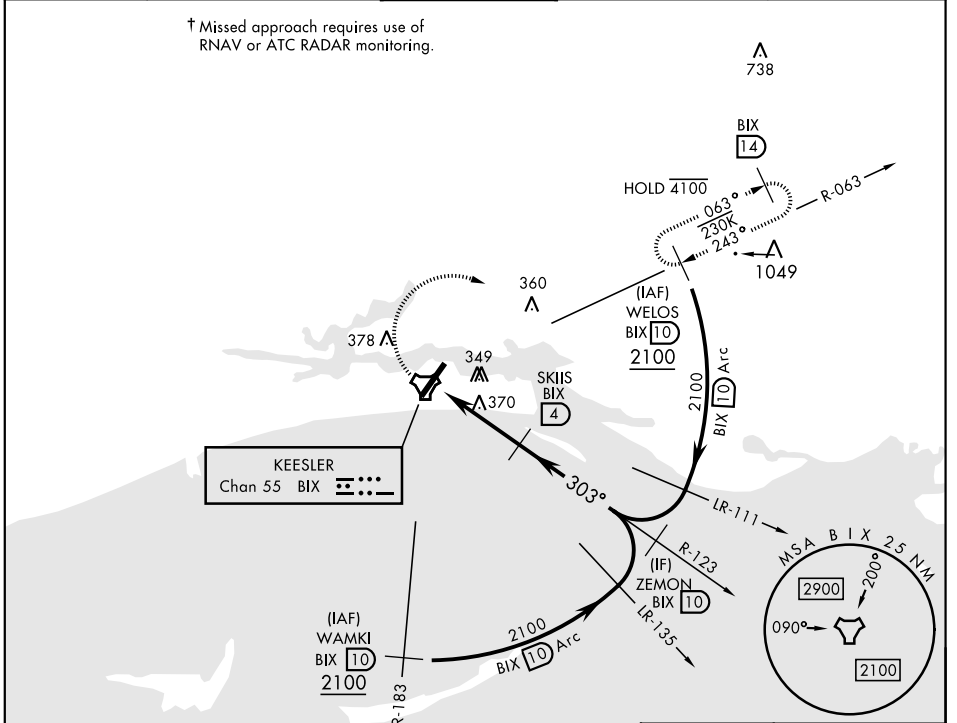 † Missed approach requires use of
RNAV or ATC RADAR monitoring.
738
BIX
14
HOLD 4100
R-063
063°
230K
243°
1049
360
(IAF)
WELOS
BIX 10
2100
378
349
370
SKIIS
BIX
4
2100
BIX 10 Arc
KEESLER
Chan 55 BIX
303°
LR-111
R-123
(IF)
ZEMON
BIX 10
LR-135
MSA BIX 25 NM
2900
200°
090°
2100
(IAF)
WAMKI
BIX 10
2100
2100
BIX 10 Arc
R-183